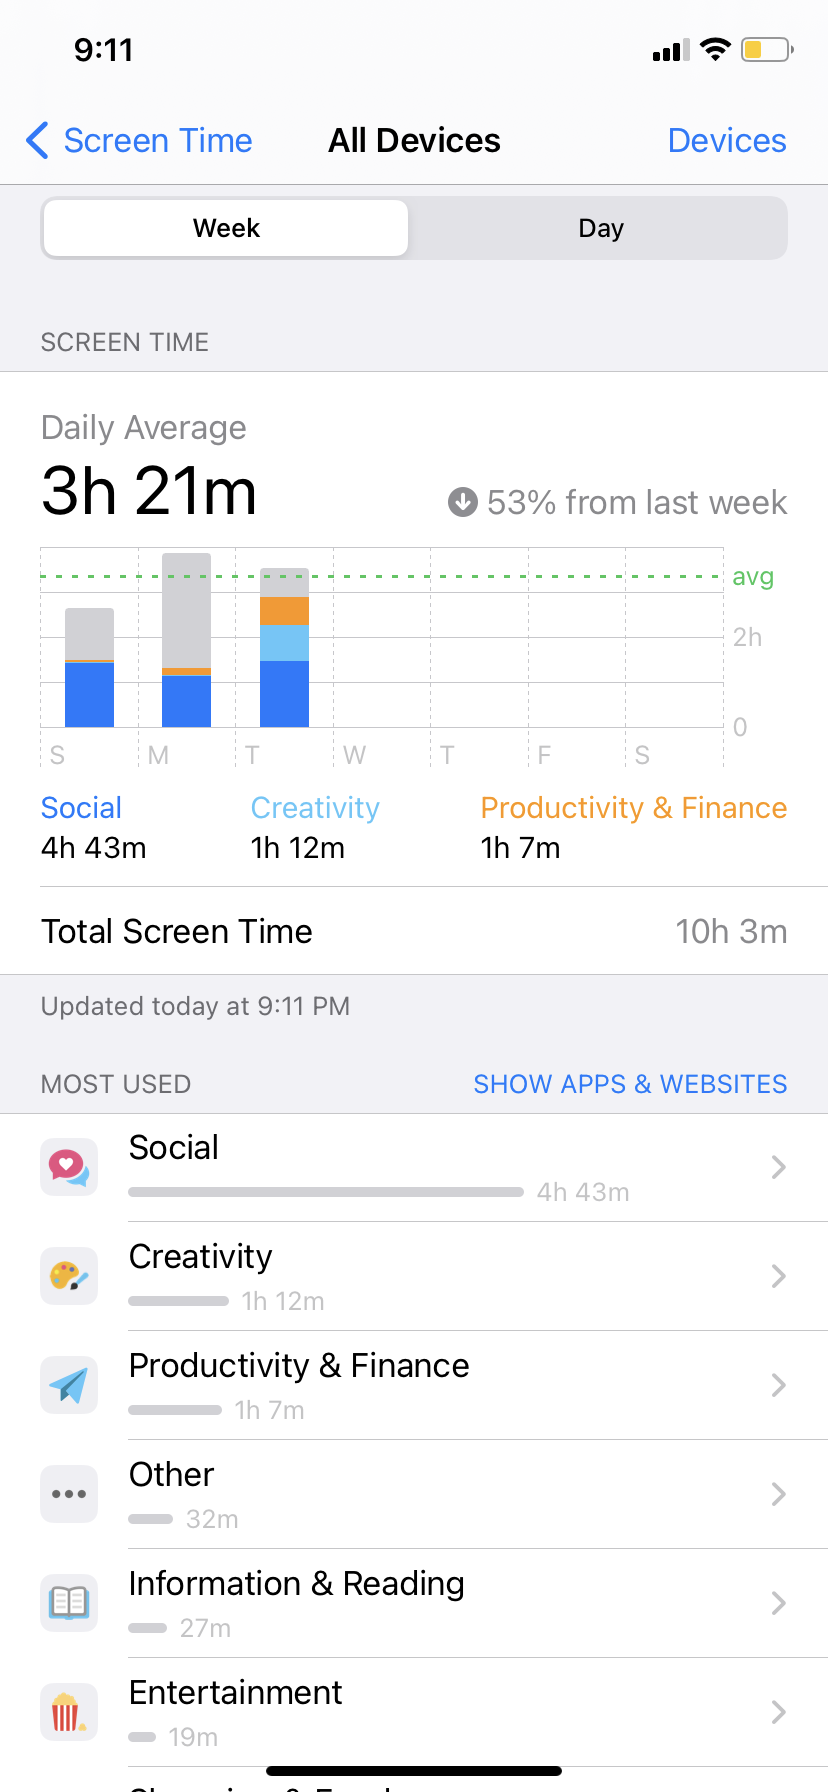 9:11
Screen Time All Devices Devices
Week Day
SCREEN TIME
Daily Average
3h 21m 53% from last week
avg
2h
0
S M T W T F S
Social Creativity Productivity & Finance
4h 43m 1h 12m 1h 7m
Total Screen Time 10h 3m
Updated today at 9:11 PM
MOST USED SHOW APPS & WEBSITES
Social
4h 43m
Creativity
1h 12m
Productivity & Finance
1h 7m
Other
32m
Information & Reading
27m
Entertainment
19m